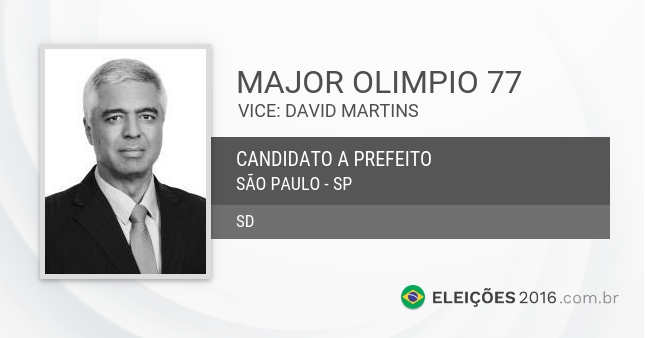 MAJOR OLIMPIO 77
VICE: DAVID MARTINS
CANDIDATO A PREFEITO
SÃO PAULO - SP
SD
ELEIÇÕES2016.com.br